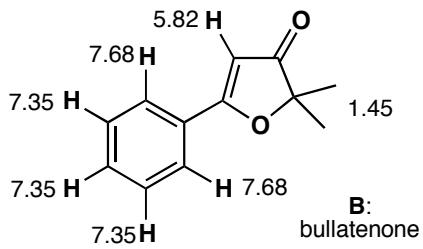 5.82 H O
7.68 H
7.35 H
O 1.45
7.35 H H 7.68
7.35 H
B:
bullatenone